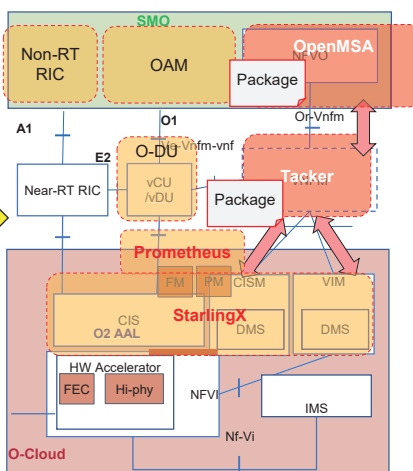 SMO
Non-RT
RIC
OAM
OpenMSA
NFVO
Package
A1
O1
Or-Vnfm
Ve-Vnfm-vnf
E2
O-DU
vCU
/vDU
Near-RT RIC
Tacker
Package
Prometheus
FM
PM
CISM
VIM
StarlingX
CIS
O2 AAL
DMS
DMS
HW Accelerator
FEC
Hi-phy
NFVI
IMS
Nf-Vi
O-Cloud